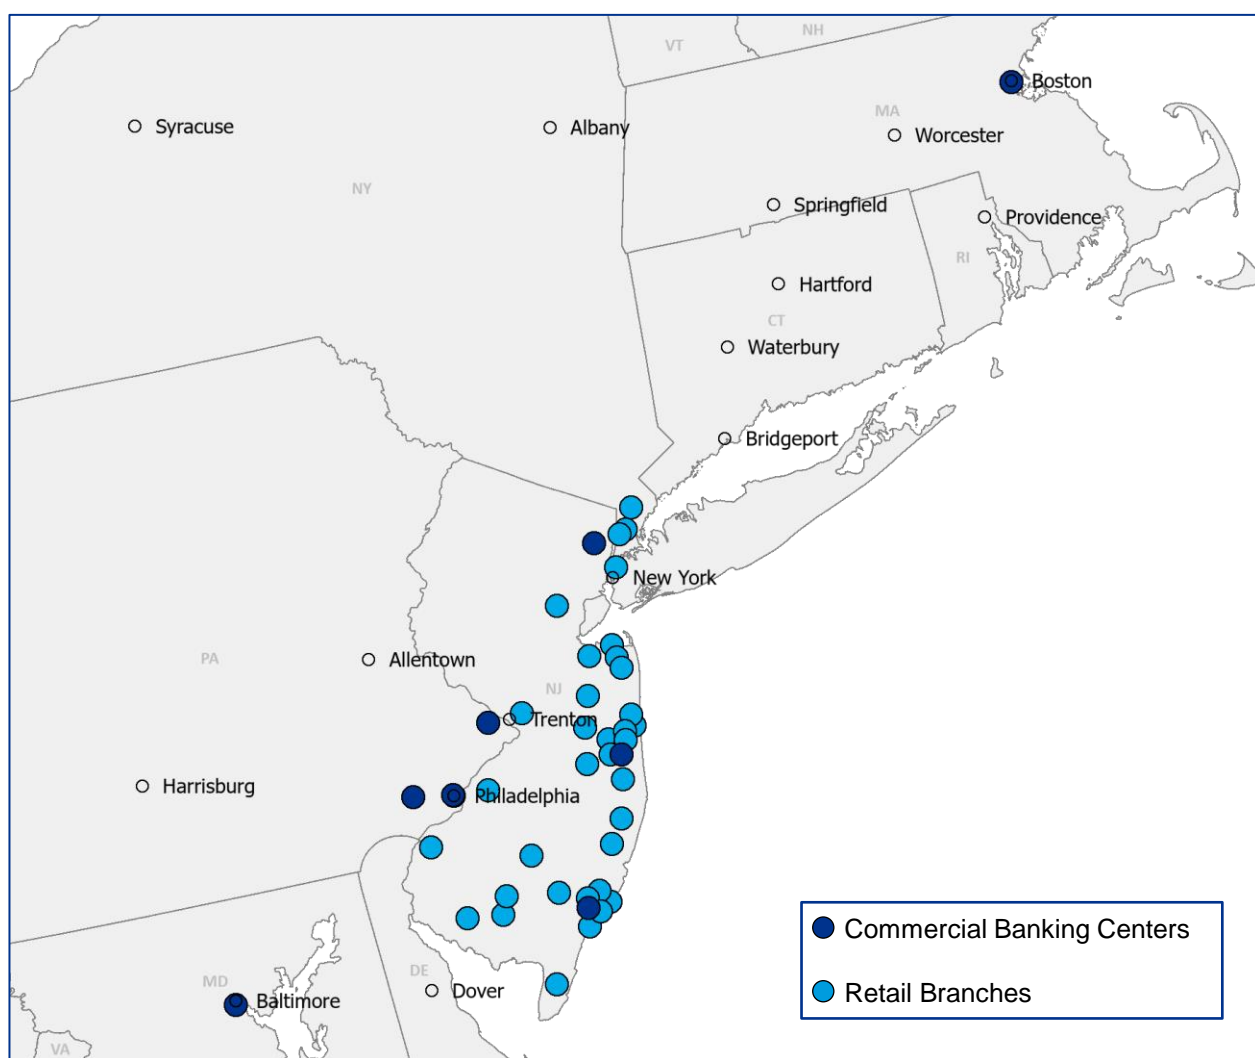 VT
NH
Boston
MA
Syracuse
Albany
Worcester
NY
Springfield
Providence
RI
Hartford
CT
Waterbury
Bridgeport
New York
PA
Allentown
NJ
Trenton
Harrisburg
Philadelphia
Commercial Banking Centers
MD
DE
Dover
Baltimore
Retail Branches
VA